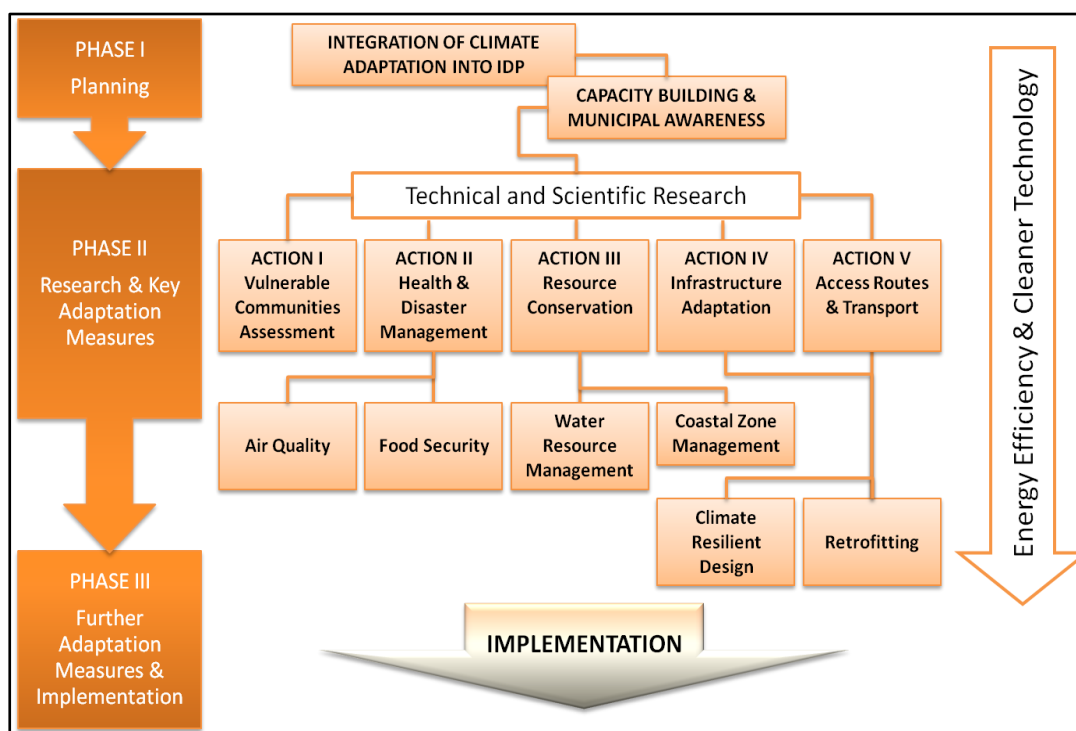 PHASE I
Planning
INTEGRATION OF CLIMATE
ADAPTATION INTO IDP
CAPACITY BUILDING &
MUNICIPAL AWARENESS
PHASE II
Research & Key
Adaptation
Measures
Technical and Scientific Research
ACTION I
Vulnerable
Communities
Assessment
ACTION II
Health &
Disaster
Management
ACTION III
Resource
Conservation
ACTION IV
Infrastructure
Adaptation
ACTION V
Access Routes
& Transport
Air Quality
Food Security
Water
Resource
Management
Coastal Zone
Management
Climate
Resilient
Design
Retrofitting
PHASE III
Further
Adaptation
Measures &
Implementation
IMPLEMENTATION
Energy Efficiency & Cleaner Technology